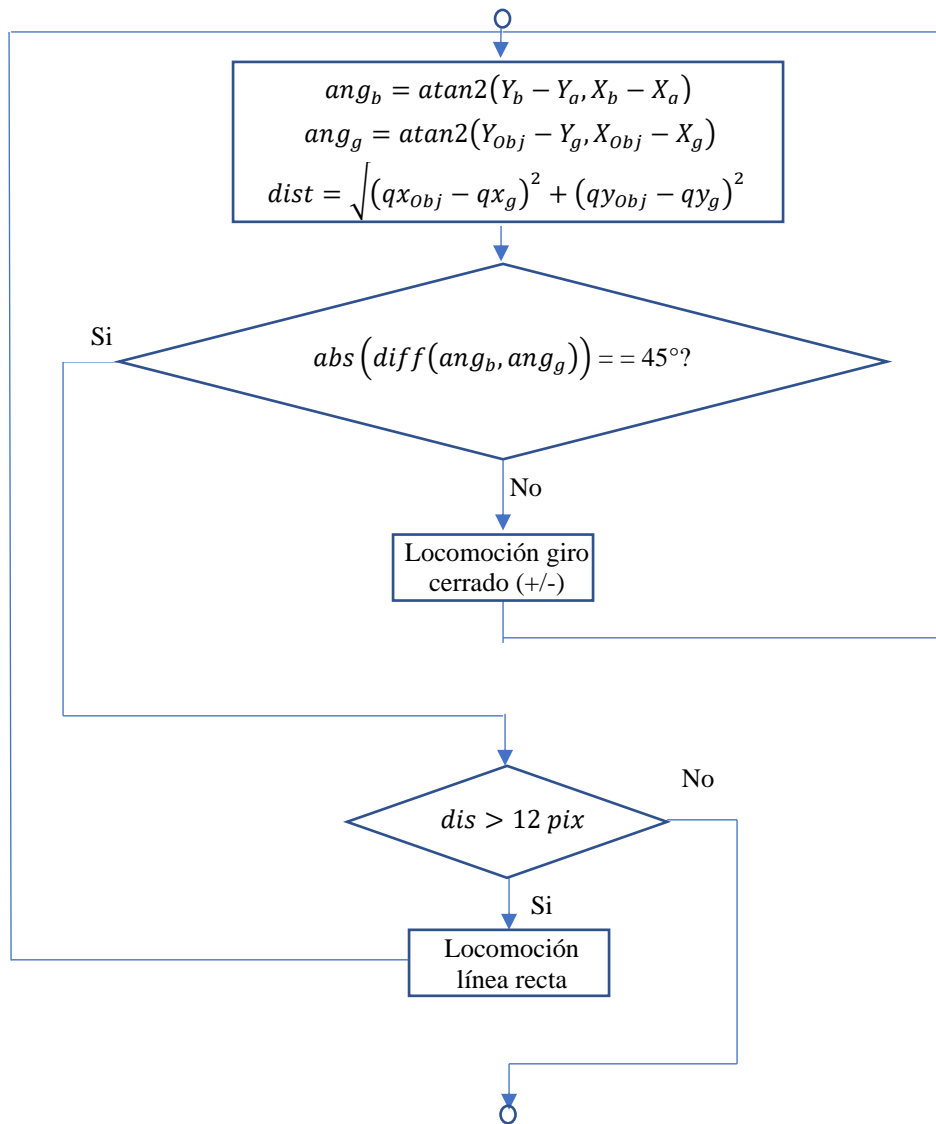 𝑎𝑛𝑔_b = 𝑎𝑡𝑎𝑛2(Y_b − Y_a, X_b − X_a)
𝑎𝑛𝑔_g = 𝑎𝑡𝑎𝑛2(Y_Obj − Y_g, X_Obj − X_g)
dist = √((qx_Obj − qx_g)² + (qy_Obj − qy_g)²)
Si
abs(diff(ang_b, ang_g)) = = 45°?
No
Locomoción giro
cerrado (+/-)
No
dis > 12 pix
Si
Locomoción
línea recta